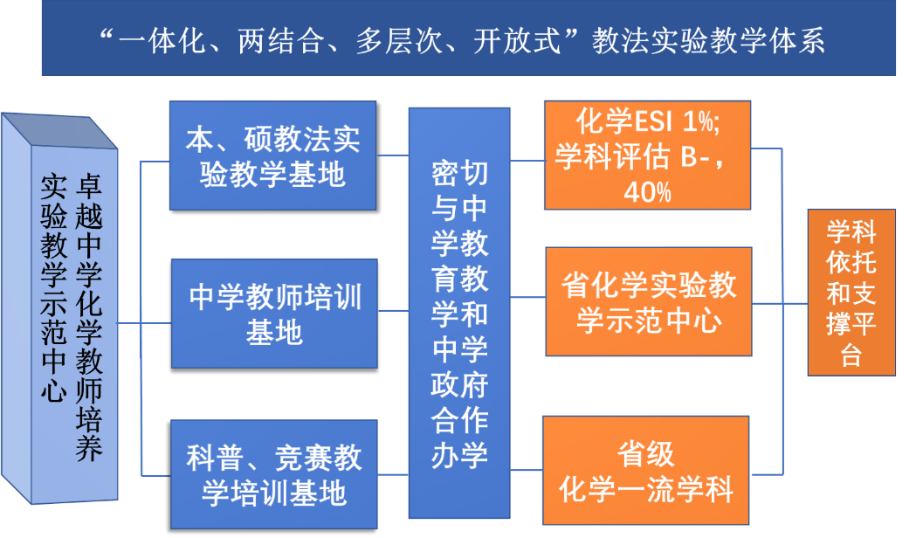 “一体化、两结合、多层次、开放式”教法实验教学体系
卓越中学化学教师培养
实验教学示范中心
本、硕教法实
验教学基地
中学教师培训
基地
科普、竞赛教
学培训基地
密切
与中
学教
育教
学和
中学
政府
合作
办学
化学ESI 1%;
学科评估 B-，
40%
省化学实验教
学示范中心
省级
化学一流学科
学科
依托
和支
撑平
台